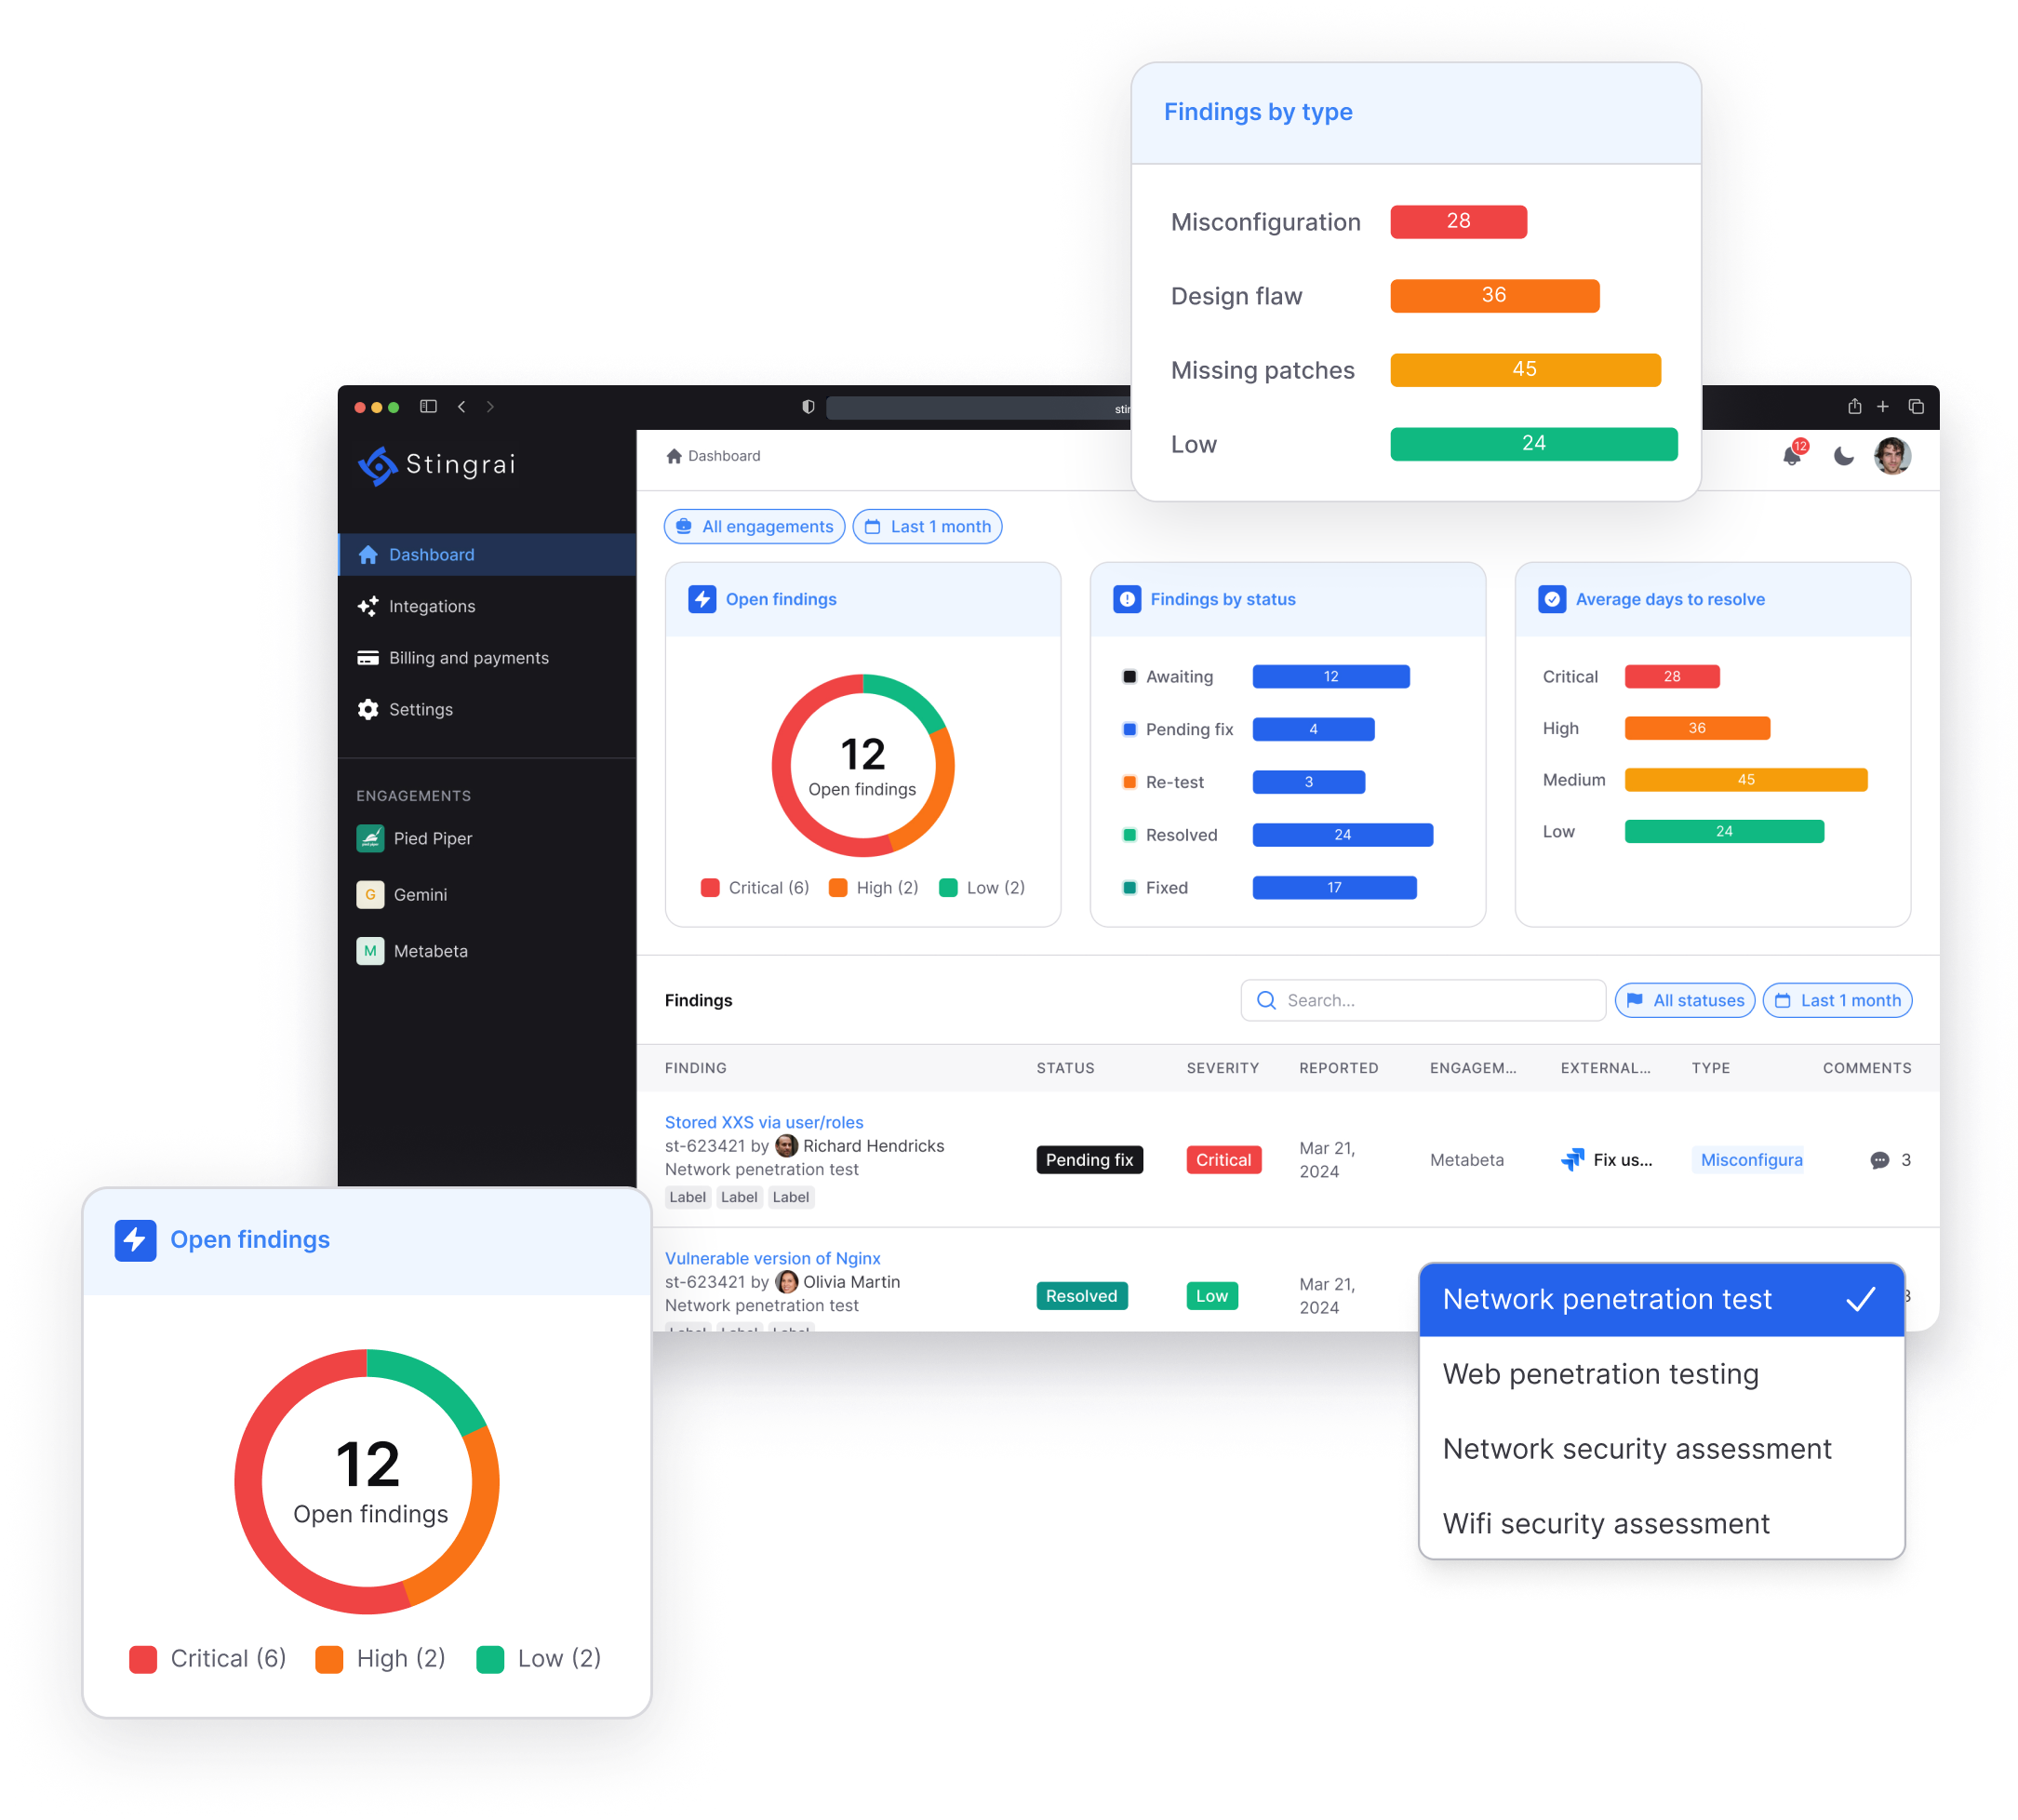 Findings by type
Misconfiguration
28
Design flaw
36
Missing patches
45
Low
24
Stingrai
Dashboard
12
All engagements
Last 1 month
Dashboard
Integations
Billing and payments
Settings
ENGAGEMENTS
Pied Piper
G Gemini
M Metabeta
Open findings
12
Open findings
Critical (6) High (2) Low (2)
Findings by status
Awaiting 12
Pending fix 4
Re-test 3
Resolved 24
Fixed 17
Average days to resolve
Critical 28
High 36
Medium 45
Low 24
Findings
Search...
All statuses
Last 1 month
FINDING STATUS SEVERITY REPORTED ENGAGEM... EXTERNAL... TYPE COMMENTS
Stored XXS via user/roles
st-623421 by Richard Hendricks
Network penetration test
Label Label Label
Pending fix
Critical
Mar 21,
2024
Metabeta
Fix us...
Misconfigura
3
Vulnerable version of Nginx
st-623421 by Olivia Martin
Network penetration test
Label Label Label
Resolved
Low
Mar 21,
2024
Open findings
12
Open findings
Critical (6) High (2) Low (2)
Network penetration test
Web penetration testing
Network security assessment
Wifi security assessment